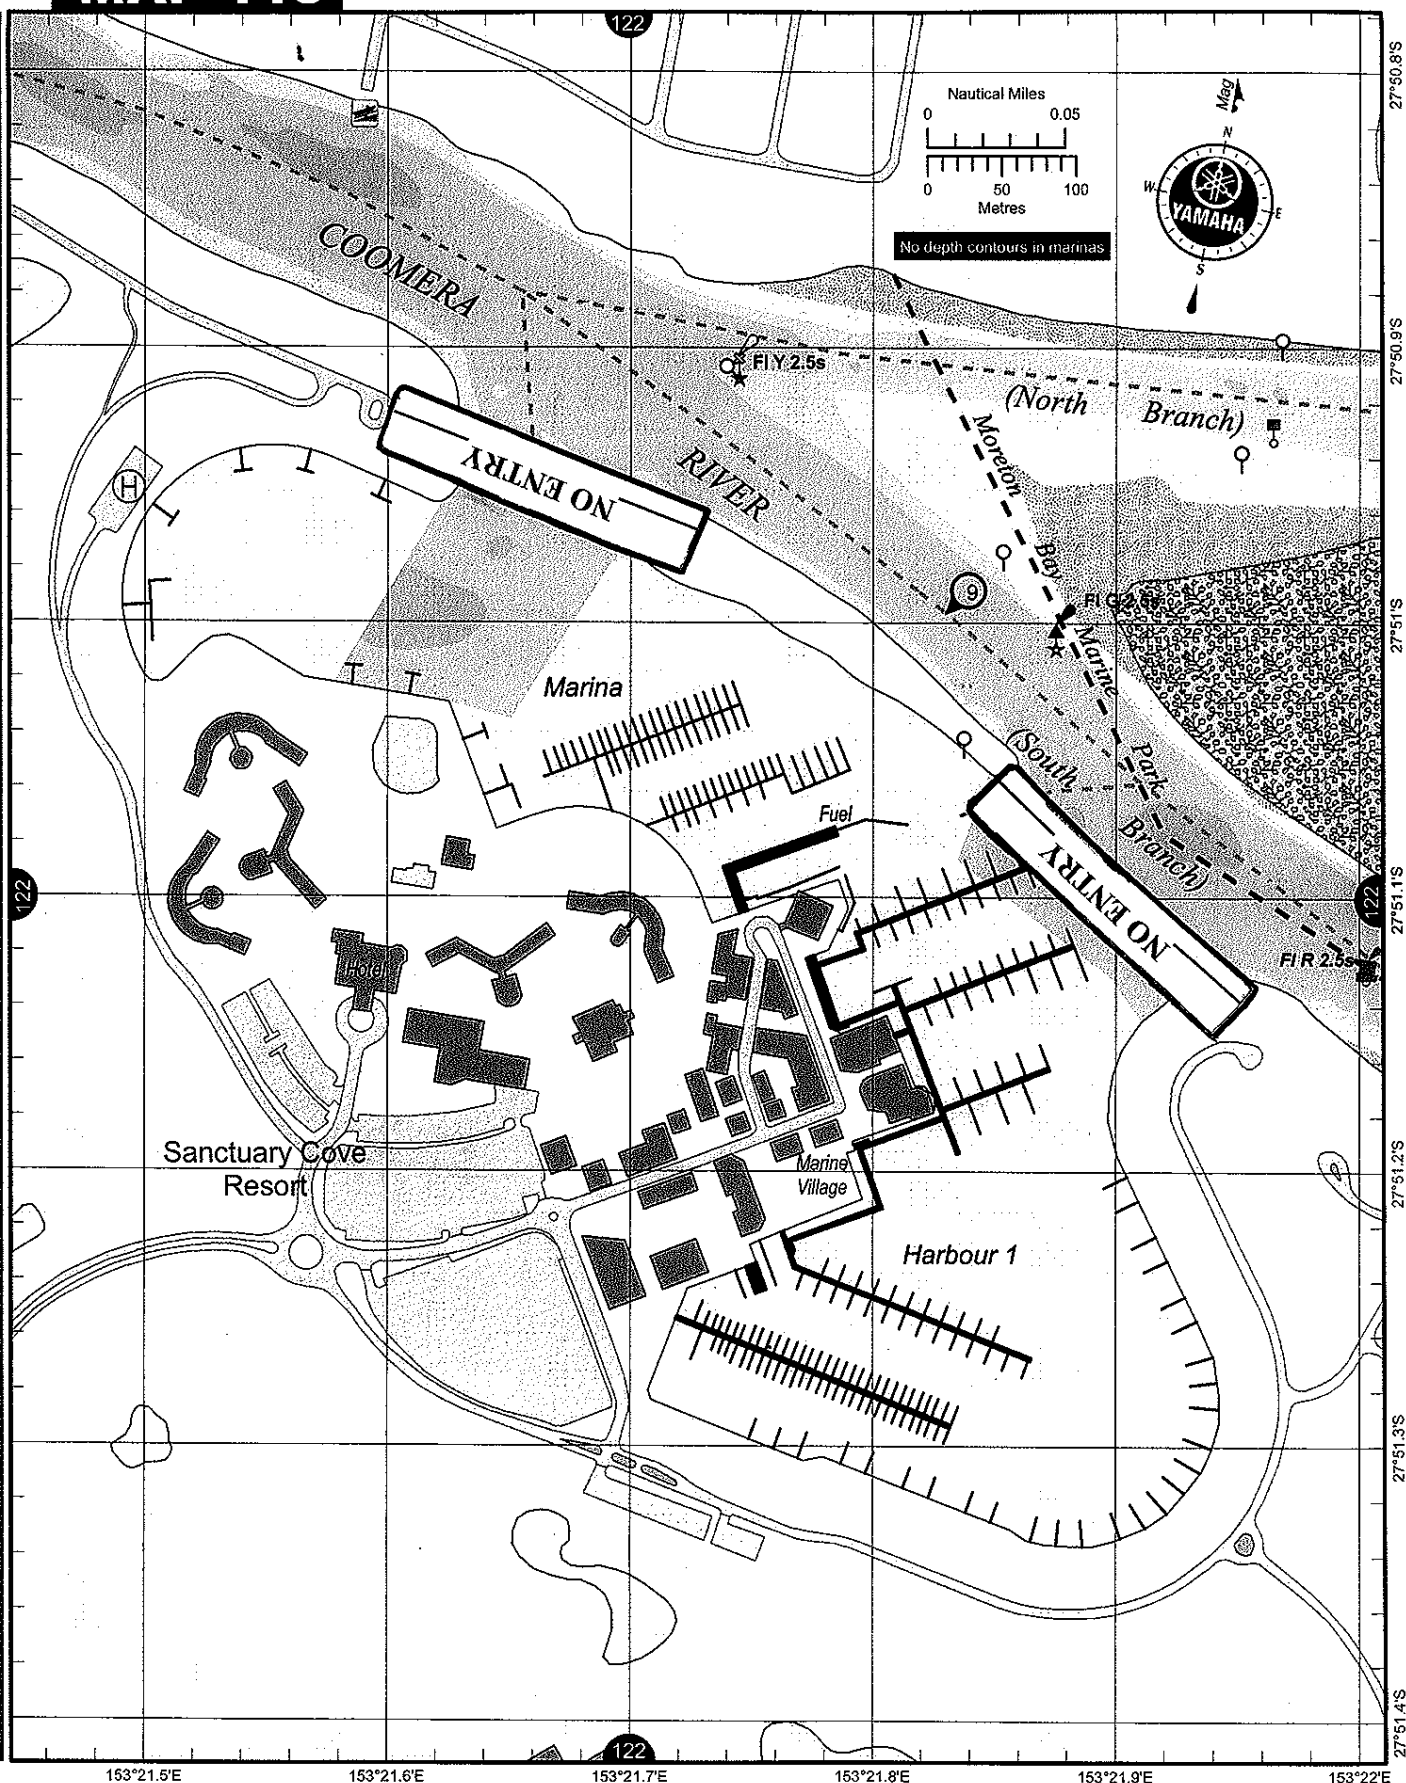 122
27°50.8'S
Nautical Miles
0 0.05
0 50 100
Metres
Mag
N
W
E
S
YAMAHA
No depth contours in marinas
COOMERA
RIVER
27°50.9'S
Fl Y 2.5s
(North Branch)
Moreton Bay Marine Park
NO ENTRY
H
9
27°51'S
Marina
(South Branch)
Fuel
NO ENTRY
122
122
27°51.1'S
Hotel
Fl R 2.5s
Sanctuary Cove
Resort
Marine
Village
27°51.2'S
Harbour 1
27°51.3'S
27°51.4'S
122
153°21.5'E
153°21.6'E
153°21.7'E
153°21.8'E
153°21.9'E
153°22'E